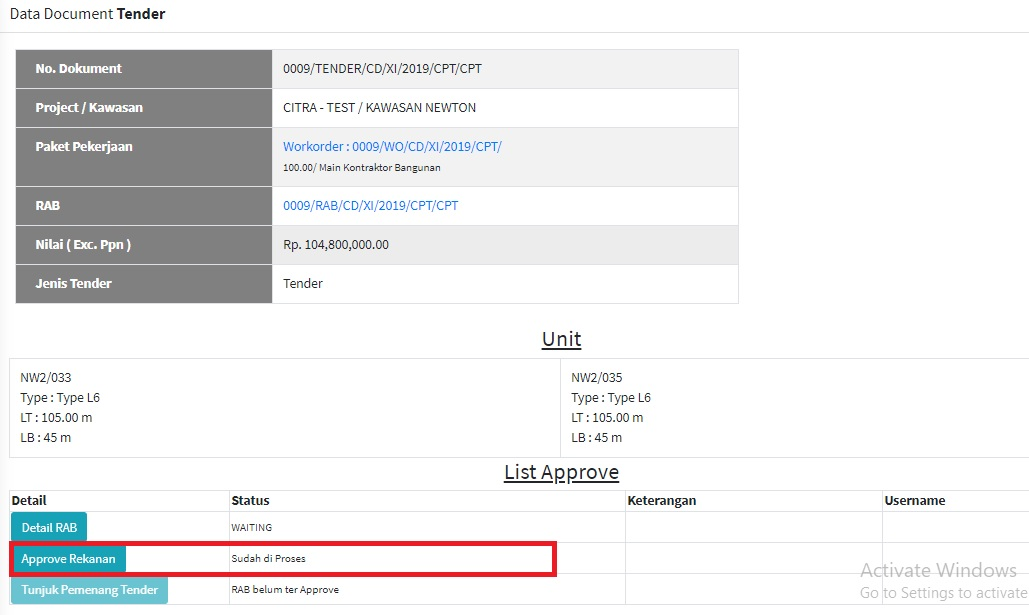 Data Document Tender
No. Dokument 0009/TENDER/CD/XI/2019/CPT/CPT
Project / Kawasan CITRA - TEST / KAWASAN NEWTON
Paket Pekerjaan Workorder : 0009/WO/CD/XI/2019/CPT/
100.00/ Main Kontraktor Bangunan
RAB 0009/RAB/CD/XI/2019/CPT/CPT
Nilai ( Exc. Ppn ) Rp. 104,800,000.00
Jenis Tender Tender
Unit
NW2/033
Type : Type L6
LT : 105.00 m
LB : 45 m
NW2/035
Type : Type L6
LT : 105.00 m
LB : 45 m
List Approve
Detail Status Keterangan Username
Detail RAB WAITING
Approve Rekanan Sudah di Proses
Tunjuk Pemenang Tender RAB belum ter Approve
Activate Windows
Go to Settings to activate